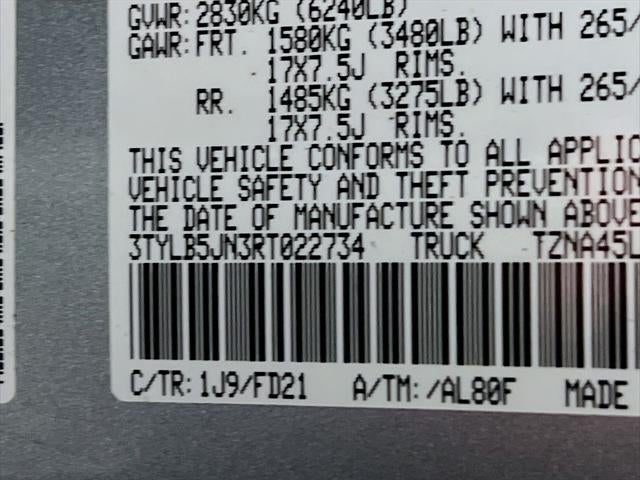 GVWR: 2830KG (6240LB)
GAWR: FRT. 1580KG (3480LB) WITH 265/
17X7.5J RIMS.
RR. 1485KG (3275LB) WITH 265/
17X7.5J RIMS.
THIS VEHICLE CONFORMS TO ALL APPLIC
VEHICLE SAFETY AND THEFT PREVENTION
THE DATE OF MANUFACTURE SHOWN ABOVE
3TYLB5JN3RT022734 TRUCK TZNA45L
C/TR: 1J9/FD21 A/TM: /AL80F MADE